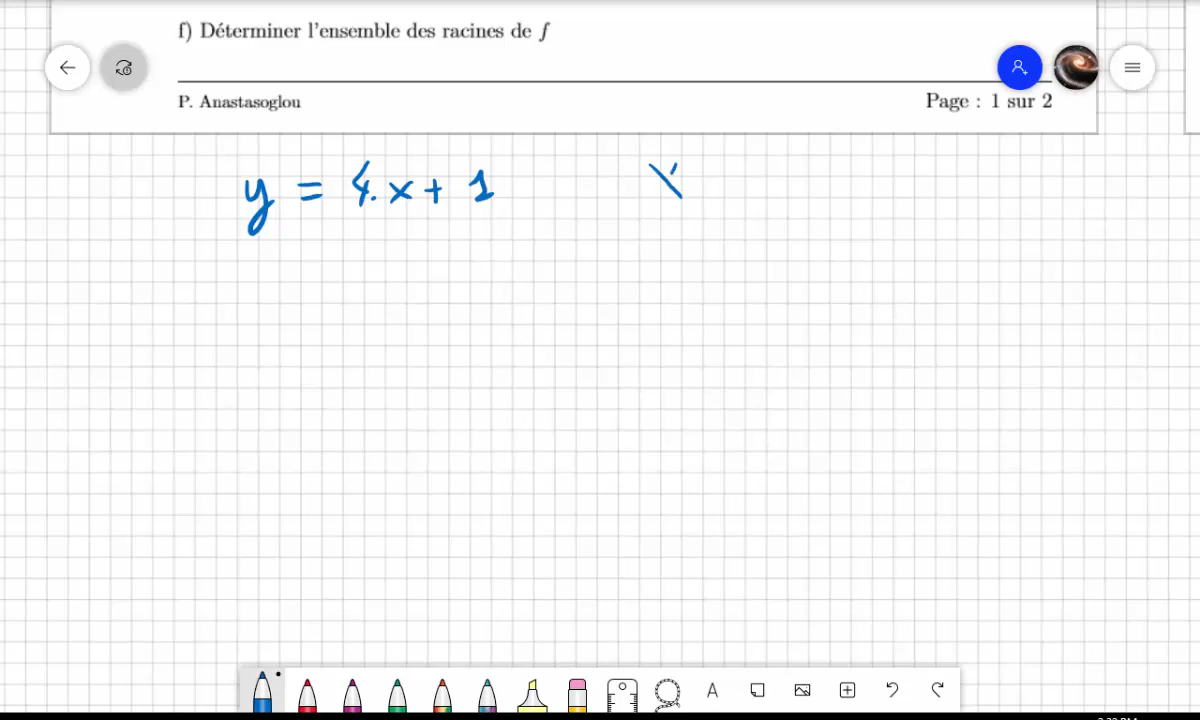 f) Déterminer l'ensemble des racines de f
P. Anastasoglou
Page : 1 sur 2
y = 4.x + 1